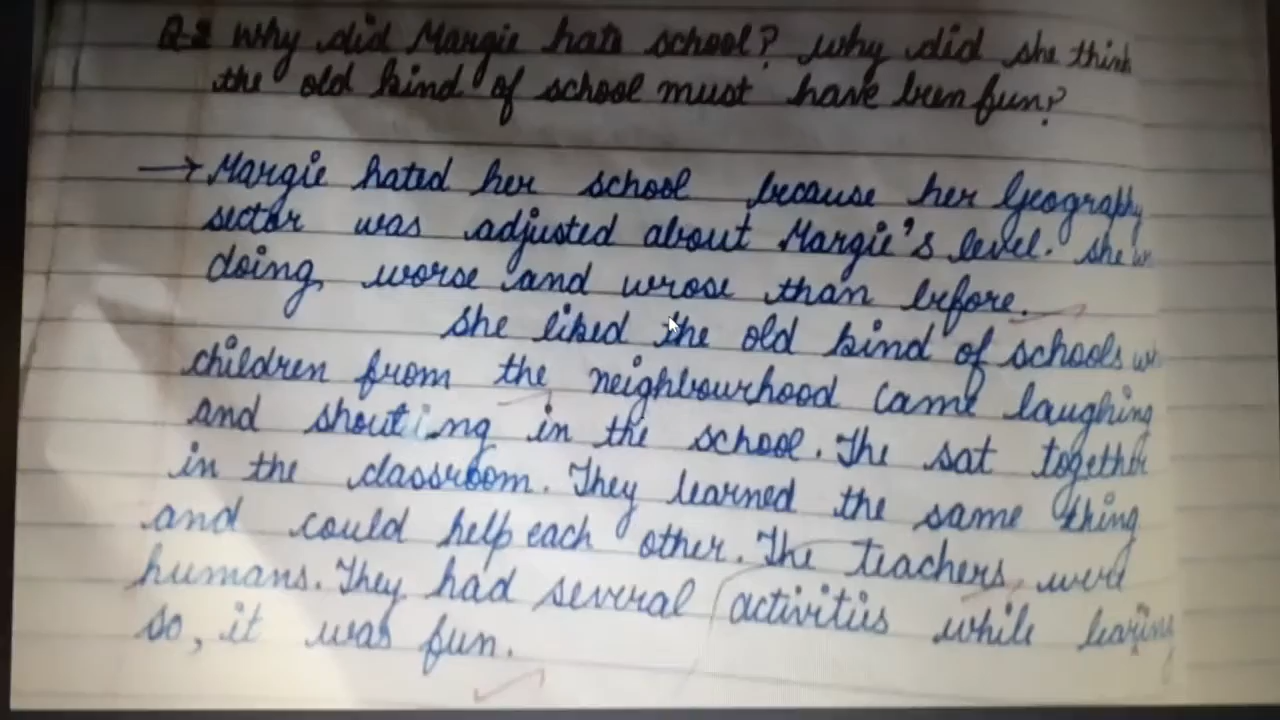 Q-2 Why did Margie hate school? Why did she think
the old kind of school must have been fun?
→ Margie hated her school because her Geography
sector was adjusted about Margie's level. She
doing worse and wrose than before.
She liked the old kind of schools
children from the neighbourhood came laughing
and shouting in the school. The sat together
in the classroom. They learned the same thing
and could help each other. The teachers were
humans. They had several activities while learing
so, it was fun.